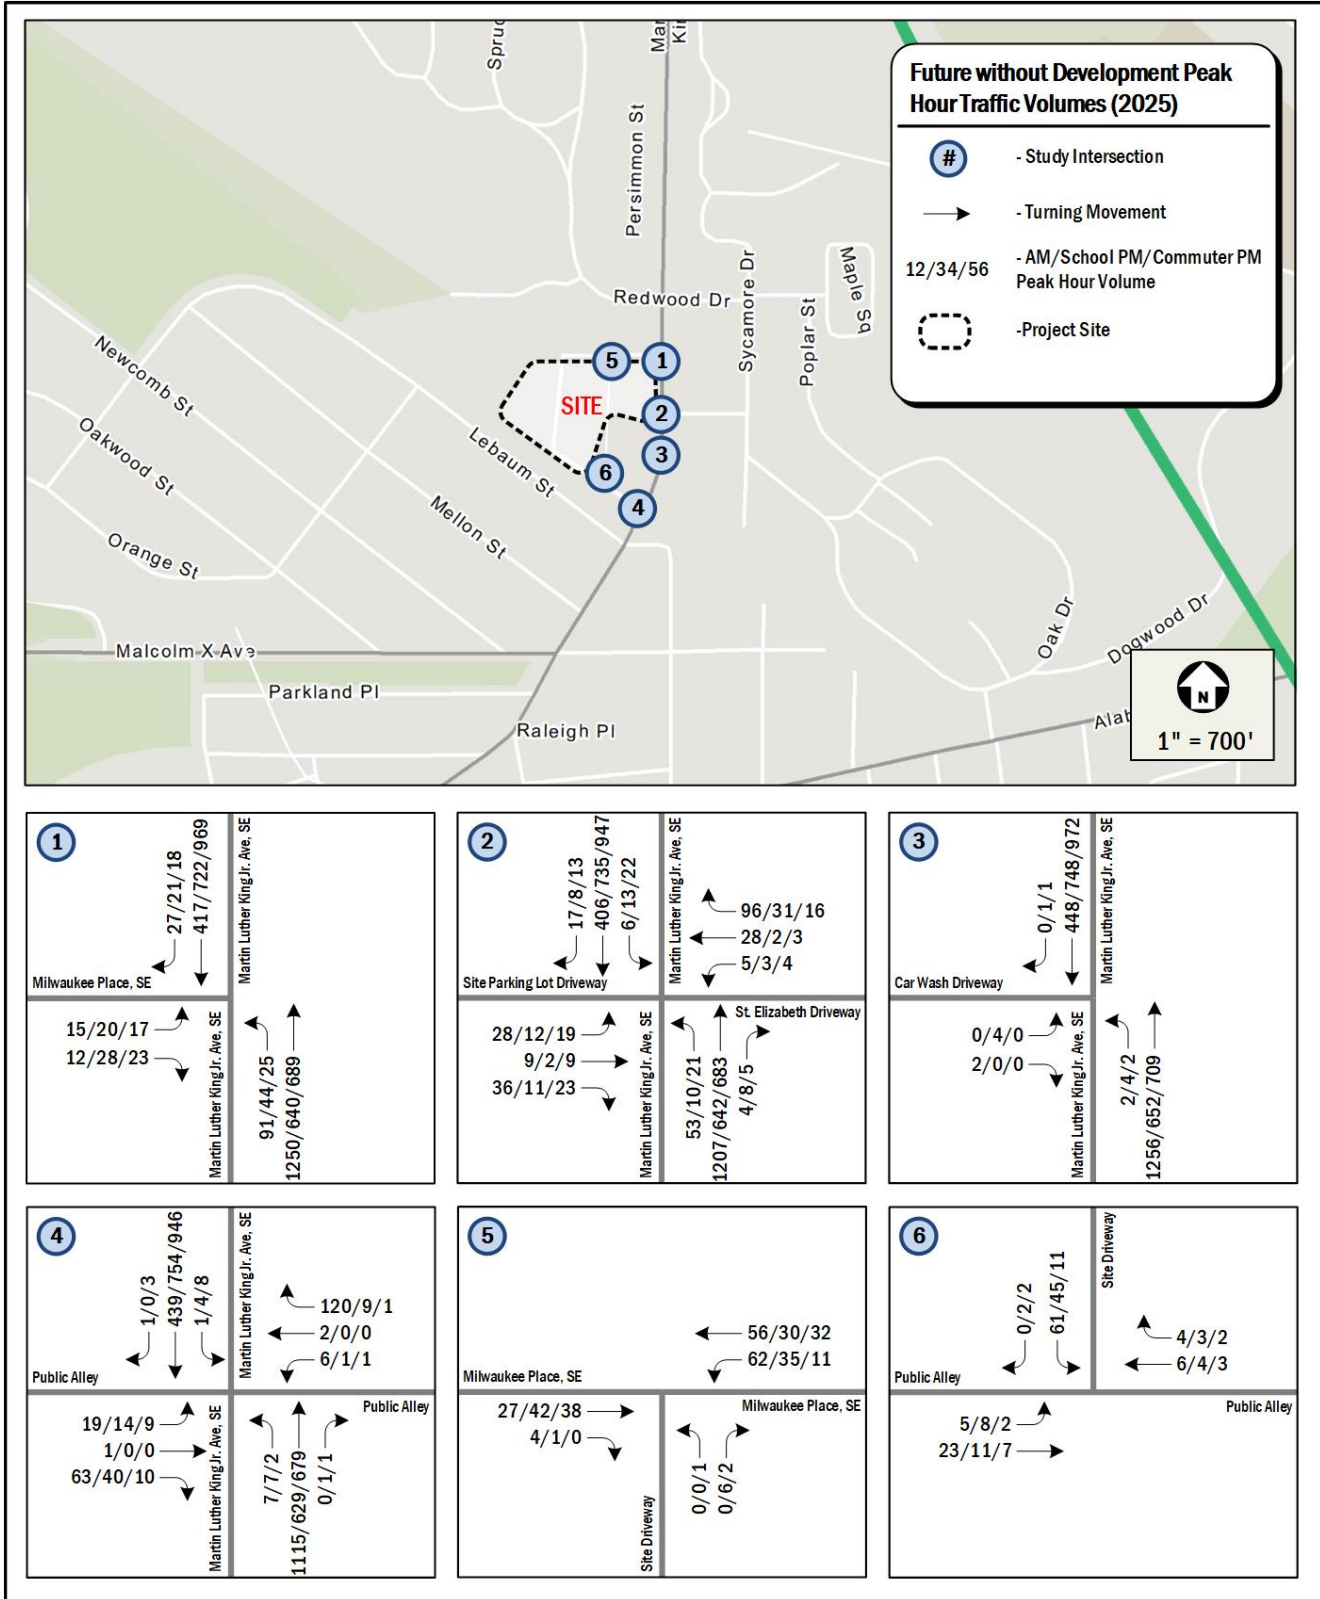 Spruc
Mar
Kin
Persimmon St
Redwood Dr
Sycamore Dr
Poplar St
Maple Sq
Newcomb St
Oakwood St
Orange St
Lebaum St
Mellon St
Malcolm X Ave
Parkland Pl
Raleigh Pl
Oak Dr
Dogwood Dr
Alab
SITE
5
1
2
3
6
4
Future without Development Peak
Hour Traffic Volumes (2025)
# - Study Intersection
- Turning Movement
12/34/56 - AM/School PM/Commuter PM
Peak Hour Volume
-Project Site
N
1" = 700'
1
27/21/18
417/722/969
Martin Luther King Jr. Ave, SE
Milwaukee Place, SE
15/20/17
12/28/23
Martin Luther King Jr. Ave, SE
91/44/25
1250/640/689
2
17/8/13
406/735/947
6/13/22
Martin Luther King Jr. Ave, SE
96/31/16
28/2/3
5/3/4
Site Parking Lot Driveway
St. Elizabeth Driveway
28/12/19
9/2/9
36/11/23
Martin Luther King Jr. Ave, SE
53/10/21
1207/642/683
4/8/5
3
0/1/1
448/748/972
Martin Luther King Jr. Ave, SE
Car Wash Driveway
0/4/0
2/0/0
Martin Luther King Jr. Ave, SE
2/4/2
1256/652/709
4
1/0/3
439/754/946
1/4/8
Martin Luther King Jr. Ave, SE
120/9/1
2/0/0
6/1/1
Public Alley
Public Alley
19/14/9
1/0/0
63/40/10
Martin Luther King Jr. Ave, SE
7/7/2
1115/629/679
0/1/1
5
56/30/32
62/35/11
Milwaukee Place, SE
Milwaukee Place, SE
27/42/38
4/1/0
Site Driveway
0/0/1
0/6/2
6
0/2/2
61/45/11
Site Driveway
4/3/2
6/4/3
Public Alley
Public Alley
5/8/2
23/11/7